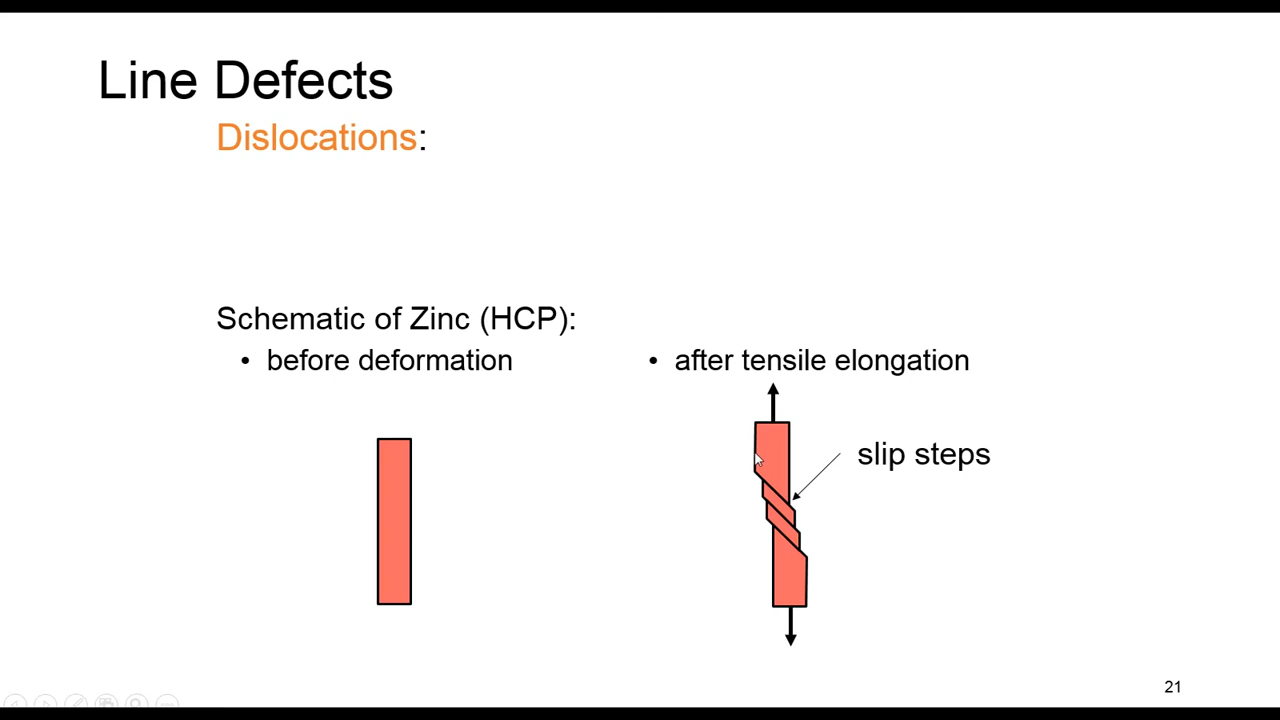 Line Defects
Dislocations:
Schematic of Zinc (HCP):
• before deformation
• after tensile elongation
slip steps
21